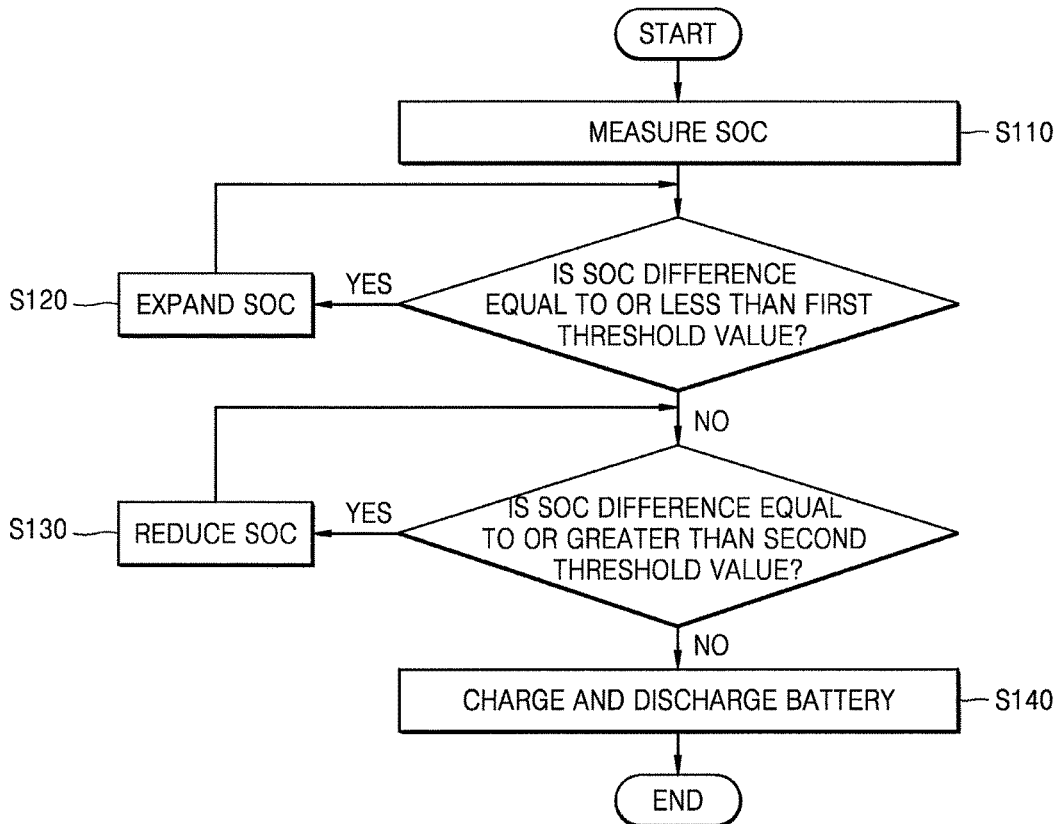 START
MEASURE SOC
S110
IS SOC DIFFERENCE
EQUAL TO OR LESS THAN FIRST
THRESHOLD VALUE?
YES
EXPAND SOC
S120
NO
IS SOC DIFFERENCE EQUAL
TO OR GREATER THAN SECOND
THRESHOLD VALUE?
YES
REDUCE SOC
S130
NO
CHARGE AND DISCHARGE BATTERY
S140
END